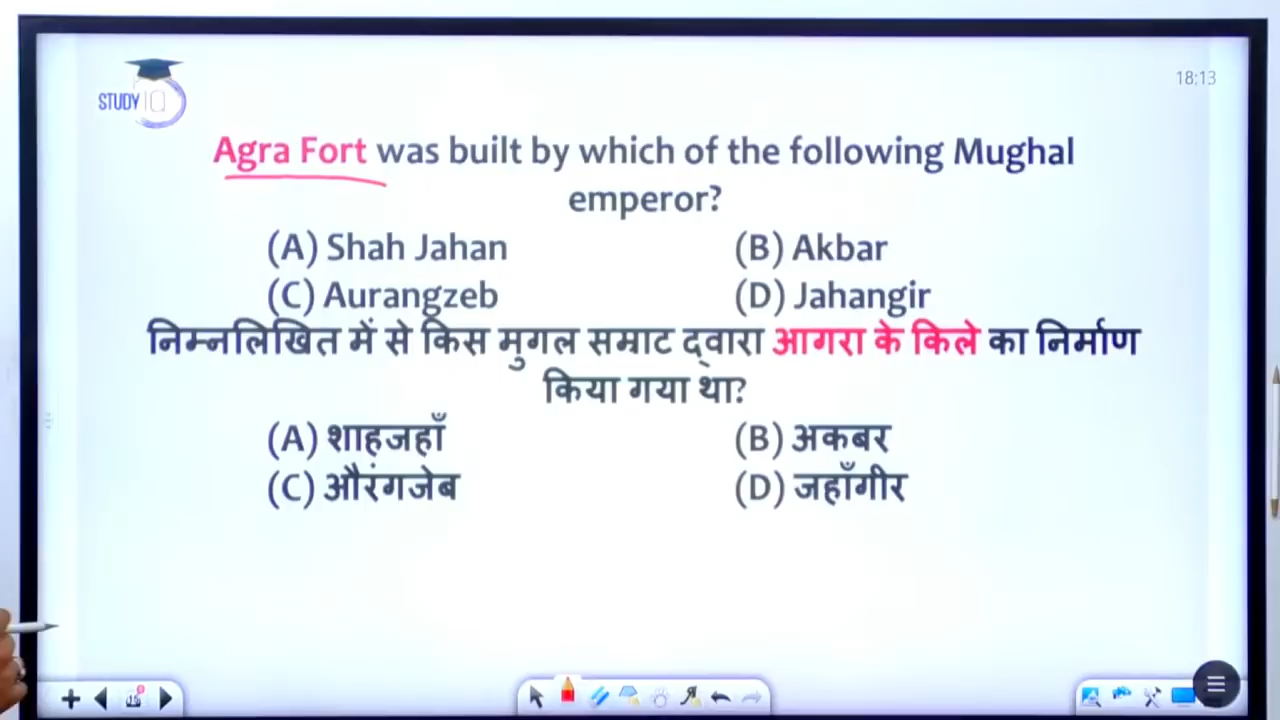 STUDY IQ
18:13
Agra Fort was built by which of the following Mughal
emperor?
(A) Shah Jahan (B) Akbar
(C) Aurangzeb (D) Jahangir
निम्नलिखित में से किस मुगल सम्राट द्वारा आगरा के किले का निर्माण
किया गया था?
(A) शाहजहाँ (B) अकबर
(C) औरंगजेब (D) जहाँगीर